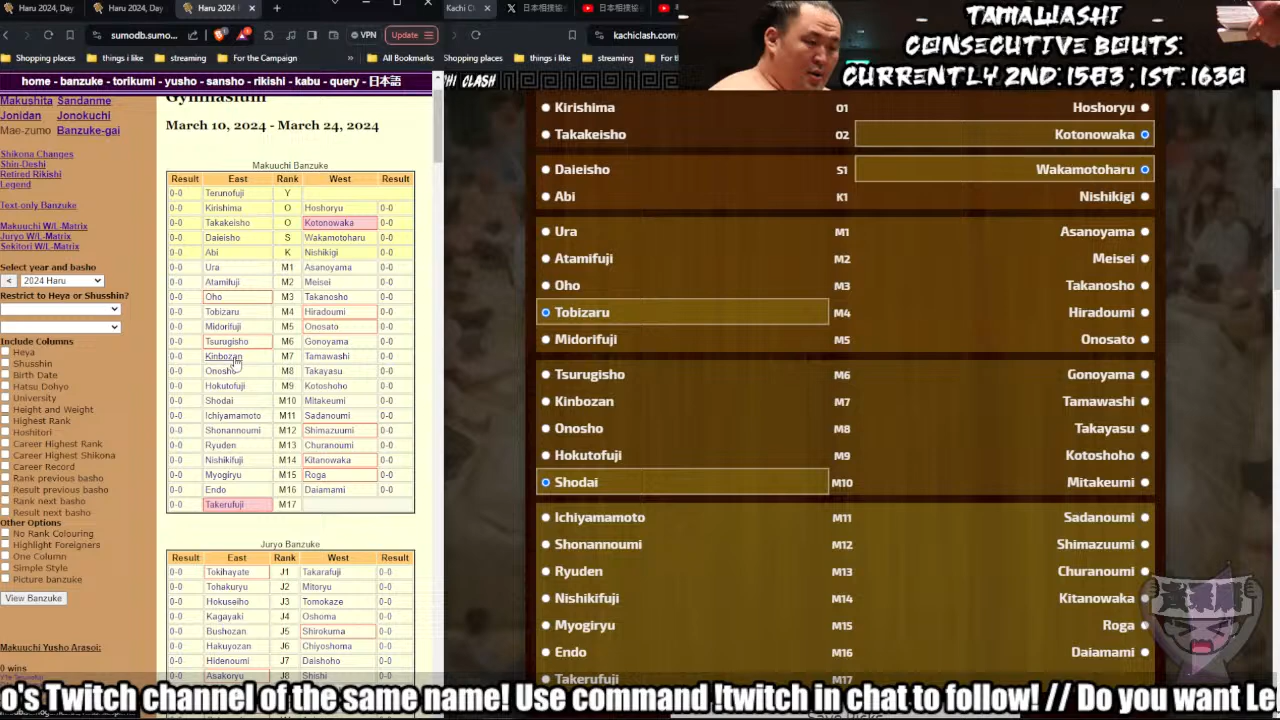 Haru 2024, Day
Haru 2024, Day
Haru 2024
Kachi Cl
sumodb.sumo...
VPN
Update
kachiclash.com
Shopping places
things i like
streaming
For the Campaign
All Bookmarks
Shopping places
things i like
streaming
home - banzuke - torikumi - yusho - sansho - rikishi - kabu - query - 日本語
TAMAWASHI
CONSECUTIVE BOUTS:
CURRENTLY 2ND: 1583, 1ST: 1630
CHI CLASH
Makushita Sandanme
Jonidan Jonokuchi
Mae-zumo Banzuke-gai
Shikona Changes
Shin-Deshi
Retired Rikishi
Legend
Text-only Banzuke
Makuuchi W/L-Matrix
Juryo W/L-Matrix
Sekitori W/L-Matrix
Select year and basho
< 2024 Haru
Restrict to Heya or Shusshin?
Include Columns
Heya
Shusshin
Birth Date
Hatsu Dohyo
University
Height and Weight
Highest Rank
Hoshitori
Career Highest Rank
Career Highest Shikona
Career Record
Rank previous basho
Result previous basho
Rank next basho
Result next basho
Other Options
No Rank Colouring
Highlight Foreigners
One Column
Simple Style
Picture banzuke
View Banzuke
Makuuchi Yusho Arasoi:
0 wins
Gymnasium
March 10, 2024 - March 24, 2024
Makuuchi Banzuke
Result East Rank West Result
0-0 Terunofuji Y
0-0 Kirishima O Hoshoryu 0-0
0-0 Takakeisho O Kotonowaka 0-0
0-0 Daieisho S Wakamotoharu 0-0
0-0 Abi K Nishikigi 0-0
0-0 Ura M1 Asanoyama 0-0
0-0 Atamifuji M2 Meisei 0-0
0-0 Oho M3 Takanosho 0-0
0-0 Tobizaru M4 Hiradoumi 0-0
0-0 Midorifuji M5 Onosato 0-0
0-0 Tsurugisho M6 Gonoyama 0-0
0-0 Kinbozan M7 Tamawashi 0-0
0-0 Onosho M8 Takayasu 0-0
0-0 Hokutofuji M9 Kotoshoho 0-0
0-0 Shodai M10 Mitakeumi 0-0
0-0 Ichiyamamoto M11 Sadanoumi 0-0
0-0 Shonannoumi M12 Shimazuumi 0-0
0-0 Ryuden M13 Churanoumi 0-0
0-0 Nishikifuji M14 Kitanowaka 0-0
0-0 Myogiryu M15 Roga 0-0
0-0 Endo M16 Daiamami 0-0
0-0 Takerufuji M17
Juryo Banzuke
Result East Rank West Result
0-0 Tokihayate J1 Takarafuji 0-0
0-0 Tohakuryu J2 Mitoryu 0-0
0-0 Hokuseiho J3 Tomokaze 0-0
0-0 Kagayaki J4 Oshoma 0-0
0-0 Bushozan J5 Shirokuma 0-0
0-0 Hakuyozan J6 Chiyoshoma 0-0
0-0 Hidenoumi J7 Daishoho 0-0
0-0 Asakoryu J8 Shishi 0-0
Kirishima O1 Hoshoryu
Takakeisho O2 Kotonowaka
Daieisho S1 Wakamotoharu
Abi K1 Nishikigi
Ura M1 Asanoyama
Atamifuji M2 Meisei
Oho M3 Takanosho
Tobizaru M4 Hiradoumi
Midorifuji M5 Onosato
Tsurugisho M6 Gonoyama
Kinbozan M7 Tamawashi
Onosho M8 Takayasu
Hokutofuji M9 Kotoshoho
Shodai M10 Mitakeumi
Ichiyamamoto M11 Sadanoumi
Shonannoumi M12 Shimazuumi
Ryuden M13 Churanoumi
Nishikifuji M14 Kitanowaka
Myogiryu M15 Roga
Endo M16 Daiamami
Takerufuji M17
o's Twitch channel of the same name! Use command !twitch in chat to follow! // Do you want Le
Save Picks